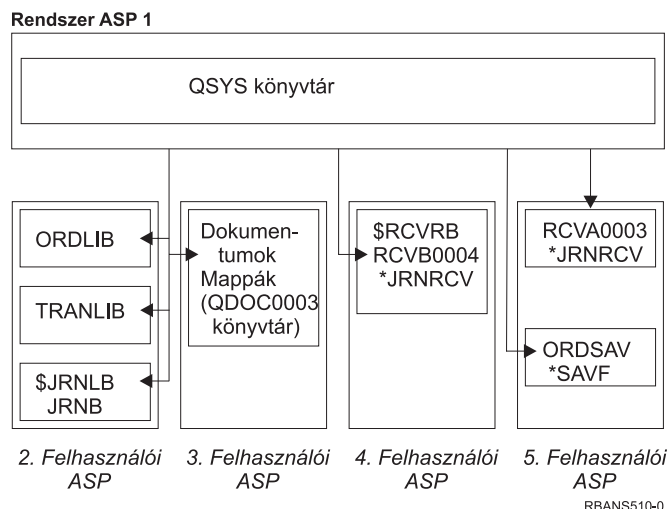 Rendszer ASP 1
QSYS könyvtár
ORDLIB
TRANLIB
$JRNLB
JRNB
Dokumen-
tumok
Mappák
(QDOC0003
könyvtár)
$RCVRB
RCVB0004
*JRNRCV
RCVA0003
*JRNRCV
ORDSAV
*SAVF
2. Felhasználói
ASP
3. Felhasználói
ASP
4. Felhasználói
ASP
5. Felhasználói
ASP
RBANS510-0